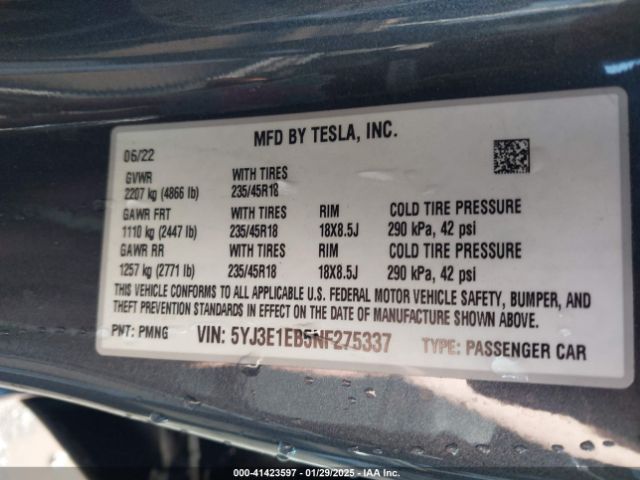 MFD BY TESLA, INC.
06/22
GVWR WITH TIRES
2207 kg (4866 lb) 235/45R18
GAWR FRT WITH TIRES RIM COLD TIRE PRESSURE
1110 kg (2447 lb) 235/45R18 18X8.5J 290 kPa, 42 psi
GAWR RR WITH TIRES RIM COLD TIRE PRESSURE
1257 kg (2771 lb) 235/45R18 18X8.5J 290 kPa, 42 psi
THIS VEHICLE CONFORMS TO ALL APPLICABLE U.S. FEDERAL MOTOR VEHICLE SAFETY, BUMPER, AND
THEFT PREVENTION STANDARDS IN EFFECT ON THE DATE OF MANUFACTURE SHOWN ABOVE.
PNT: PMNG VIN: 5YJ3E1EB5NF275337 TYPE: PASSENGER CAR
000-41423597 - 01/29/2025 - IAA Inc.